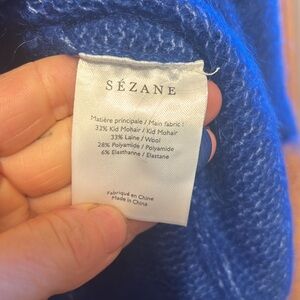 SÉZANE
Matière principale / Main fabric :
33% Kid Mohair / Kid Mohair
33% Laine / Wool
28% Polyamide / Polyamide
6% Elasthanne / Elastane
Fabriqué en Chine
Made in China